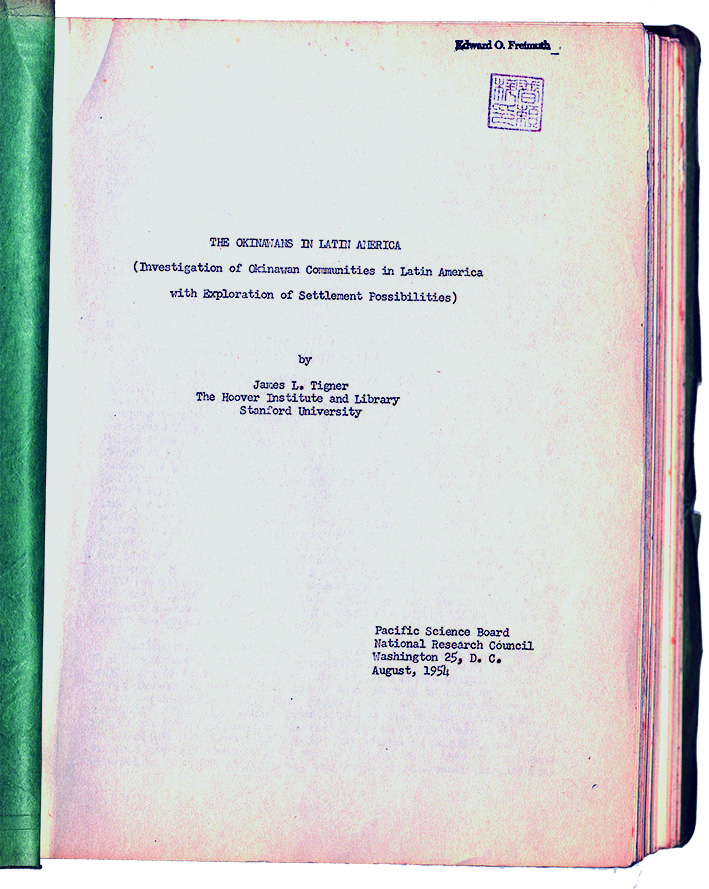 Edward O. Freimuth
THE OKINAWANS IN LATIN AMERICA
(Investigation of Okinawan Communities in Latin America
with Exploration of Settlement Possibilities)
by
James L. Tigner
The Hoover Institute and Library
Stanford University
Pacific Science Board
National Research Council
Washington 25, D. C.
August, 1954